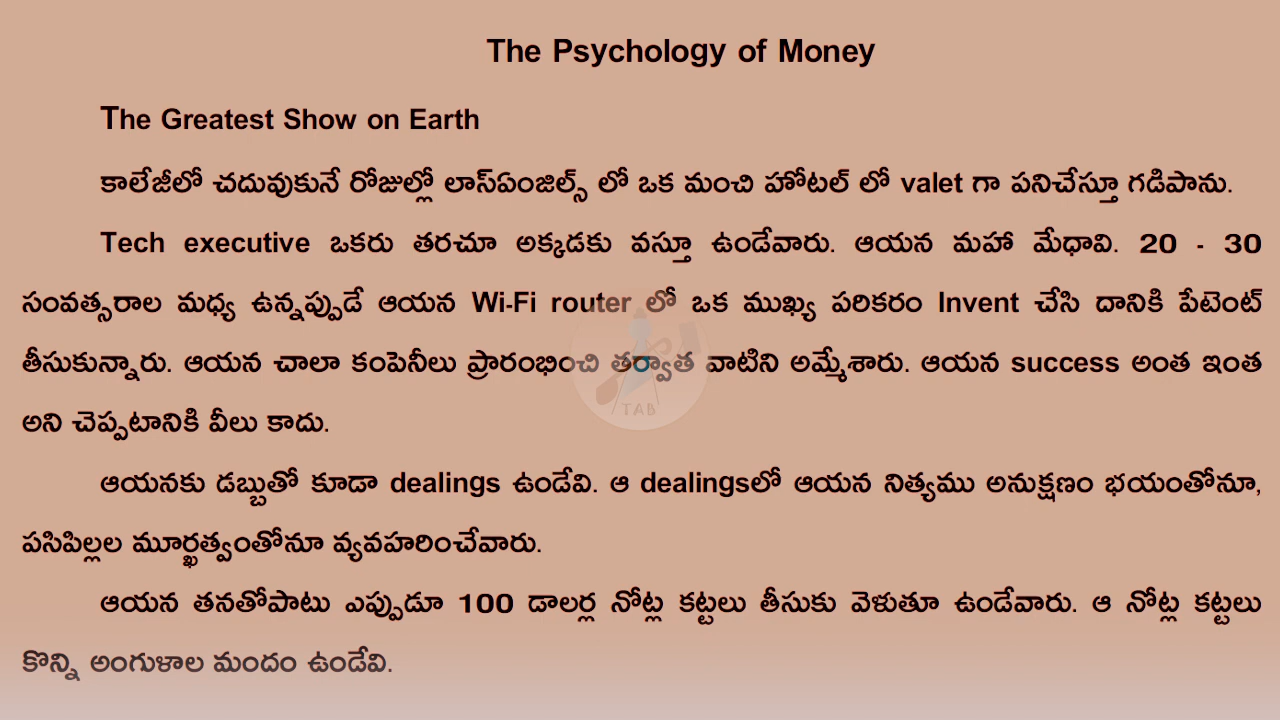 The Psychology of Money
The Greatest Show on Earth
కాలేజీలో చదువుకునే రోజుల్లో లాస్ఏంజిల్స్ లో ఒక మంచి హోటల్ లో valet గా పనిచేస్తూ గడిపాను.
Tech executive ఒకరు తరచూ అక్కడకు వస్తూ ఉండేవారు. ఆయన మహా మేధావి. 20 - 30
సంవత్సరాల మధ్య ఉన్నప్పుడే ఆయన Wi-Fi router లో ఒక ముఖ్య పరికరం Invent చేసి దానికి పేటెంట్
తీసుకున్నారు. ఆయన చాలా కంపెనీలు ప్రారంభించి తర్వాత వాటిని అమ్మేశారు. ఆయన success అంత ఇంత
అని చెప్పటానికి వీలు కాదు.
ఆయనకు డబ్బుతో కూడా dealings ఉండేవి. ఆ dealingsలో ఆయన నిత్యము అనుక్షణం భయంతోనూ,
పసిపిల్లల మూర్ఖత్వంతోనూ వ్యవహరించేవారు.
ఆయన తనతోపాటు ఎప్పుడూ 100 డాలర్ల నోట్ల కట్టలు తీసుకు వెళుతూ ఉండేవారు. ఆ నోట్ల కట్టలు
కొన్ని అంగుళాల మందం ఉండేవి.
TAB